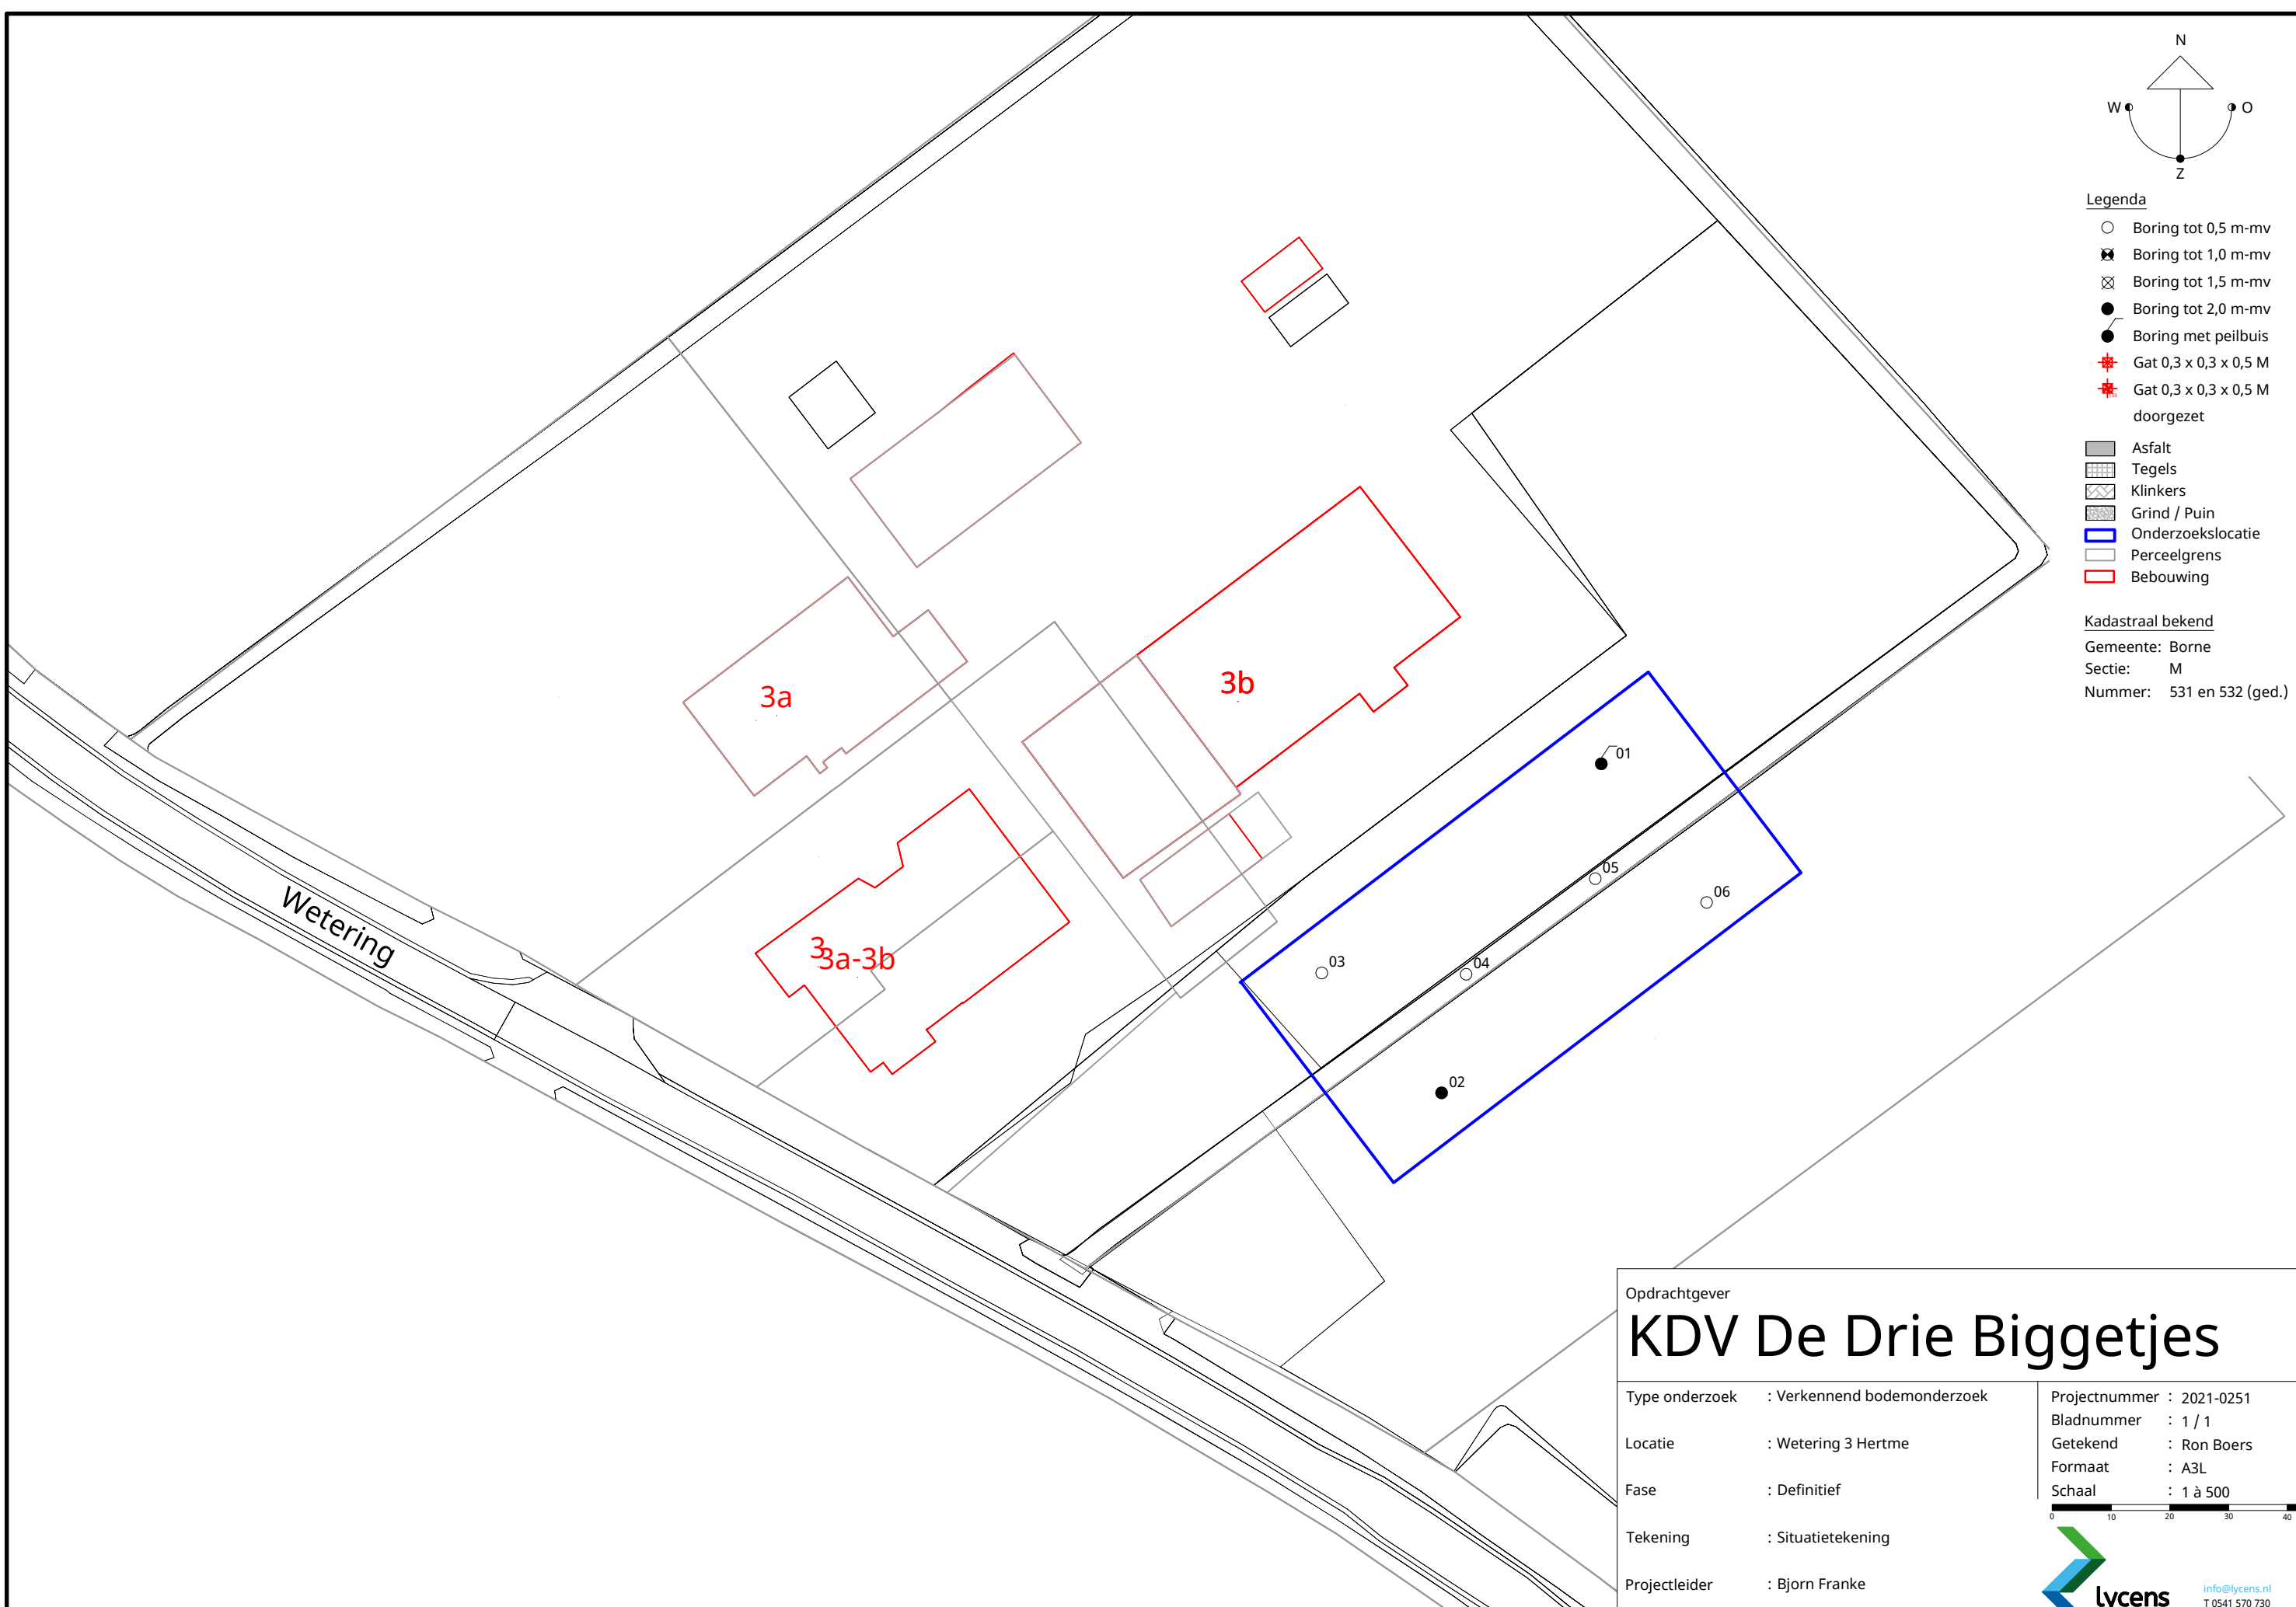 N
W
O
Z
Legenda
Boring tot 0,5 m-mv
Boring tot 1,0 m-mv
Boring tot 1,5 m-mv
Boring tot 2,0 m-mv
Boring met peilbuis
Gat 0,3 x 0,3 x 0,5 M
Gat 0,3 x 0,3 x 0,5 M
doorgezet
Asfalt
Tegels
Klinkers
Grind / Puin
Onderzoekslocatie
Perceelgrens
Bebouwing
Kadastraal bekend
Gemeente: Borne
Sectie: M
Nummer: 531 en 532 (ged.)
3a
3b
3
3a-3b
Wetering
01
05
06
03
04
02
Opdrachtgever
KDV De Drie Biggetjes
Type onderzoek : Verkennend bodemonderzoek
Locatie : Wetering 3 Hertme
Fase : Definitief
Tekening : Situatietekening
Projectleider : Bjorn Franke
Projectnummer : 2021-0251
Bladnummer : 1 / 1
Getekend : Ron Boers
Formaat : A3L
Schaal : 1 à 500
0 10 20 30 40
lycens
info@lycens.nl
T 0541 570 730